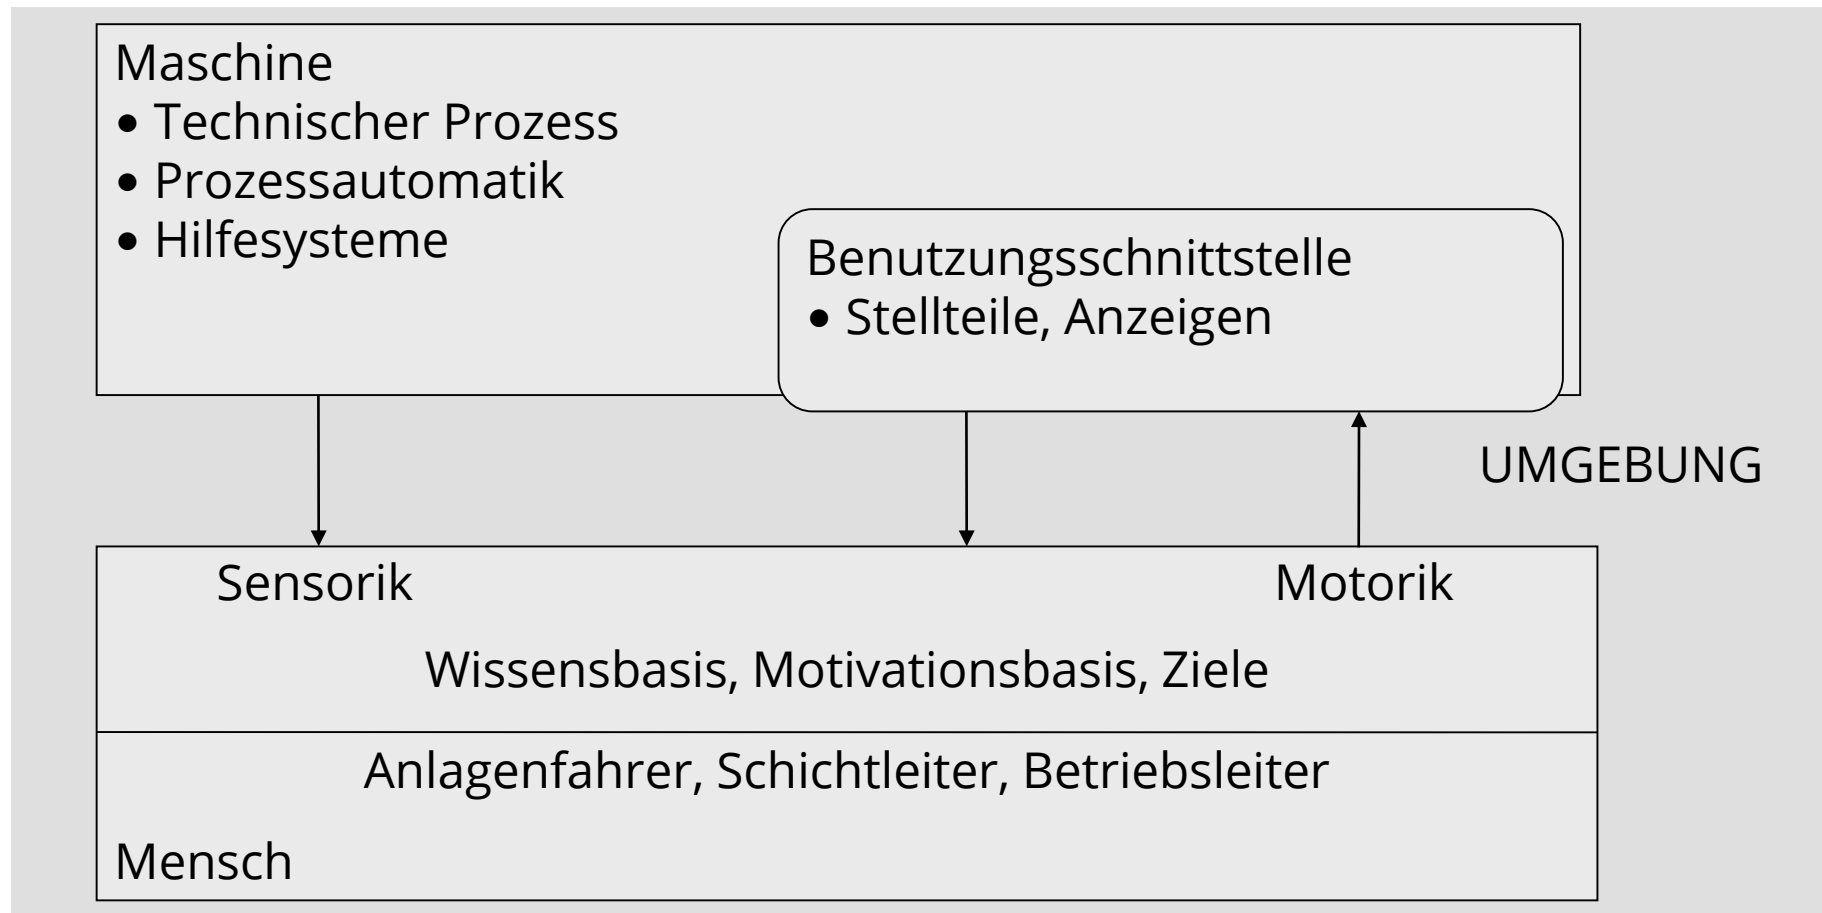 Maschine
• Technischer Prozess
• Prozessautomatik
• Hilfesysteme
Benutzungsschnittstelle
• Stellteile, Anzeigen
UMGEBUNG
Sensorik
Motorik
Wissensbasis, Motivationsbasis, Ziele
Anlagenfahrer, Schichtleiter, Betriebsleiter
Mensch